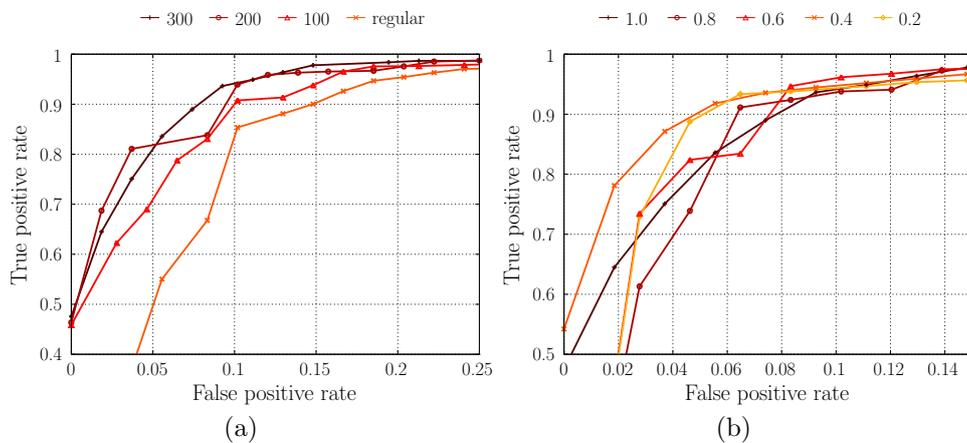 300 200 100 regular
1
0.9
0.8
0.7
0.6
0.5
0.4
0 0.05 0.1 0.15 0.2 0.25
True positive rate
False positive rate
(a)
1.0 0.8 0.6 0.4 0.2
1
0.9
0.8
0.7
0.6
0.5
0 0.02 0.04 0.06 0.08 0.1 0.12 0.14
True positive rate
False positive rate
(b)